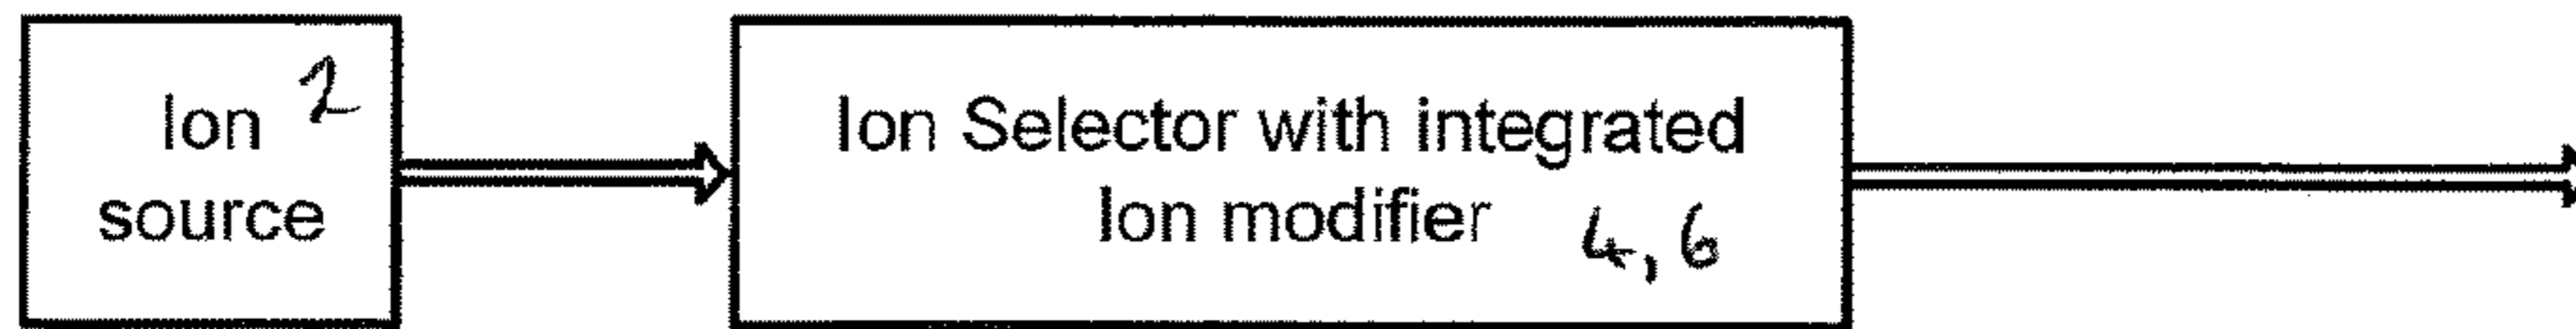 Ion 2
source
Ion Selector with integrated
Ion modifier 4, 6